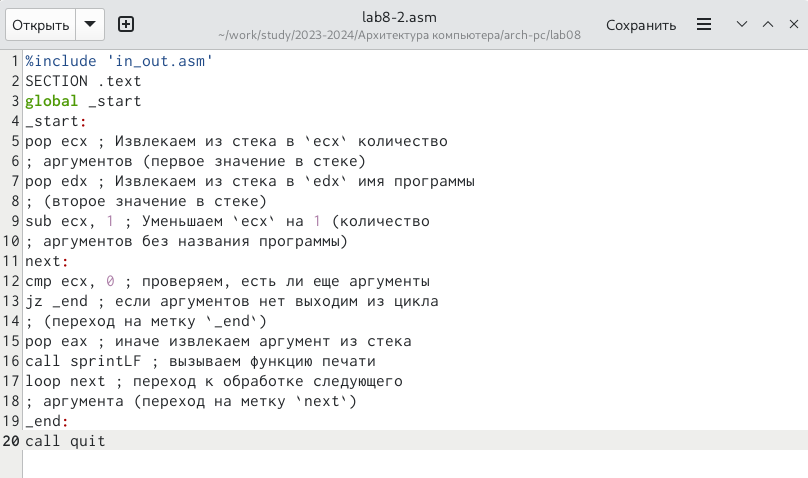 Открыть
lab8-2.asm
~/work/study/2023-2024/Архитектура компьютера/arch-pc/lab08
Сохранить
1 %include 'in_out.asm'
2 SECTION .text
3 global _start
4 _start:
5 pop ecx ; Извлекаем из стека в `ecx` количество
6 ; аргументов (первое значение в стеке)
7 pop edx ; Извлекаем из стека в `edx` имя программы
8 ; (второе значение в стеке)
9 sub ecx, 1 ; Уменьшаем `ecx` на 1 (количество
10 ; аргументов без названия программы)
11 next:
12 cmp ecx, 0 ; проверяем, есть ли еще аргументы
13 jz _end ; если аргументов нет выходим из цикла
14 ; (переход на метку `_end`)
15 pop eax ; иначе извлекаем аргумент из стека
16 call sprintLF ; вызываем функцию печати
17 loop next ; переход к обработке следующего
18 ; аргумента (переход на метку `next`)
19 _end:
20 call quit